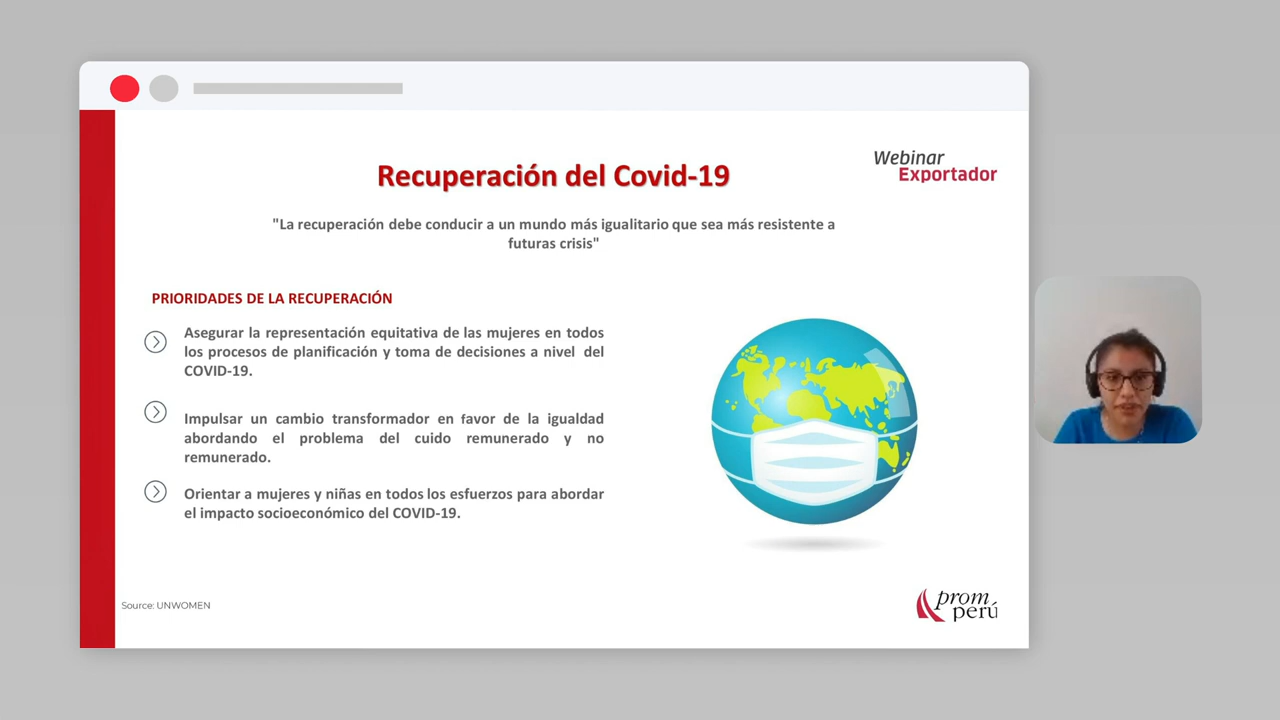 Webinar
Exportador
Recuperación del Covid-19
"La recuperación debe conducir a un mundo más igualitario que sea más resistente a
futuras crisis"
PRIORIDADES DE LA RECUPERACIÓN
Asegurar la representación equitativa de las mujeres en todos
los procesos de planificación y toma de decisiones a nivel del
COVID-19.
Impulsar un cambio transformador en favor de la igualdad
abordando el problema del cuido remunerado y no
remunerado.
Orientar a mujeres y niñas en todos los esfuerzos para abordar
el impacto socioeconómico del COVID-19.
Source: UNWOMEN
prom
perú